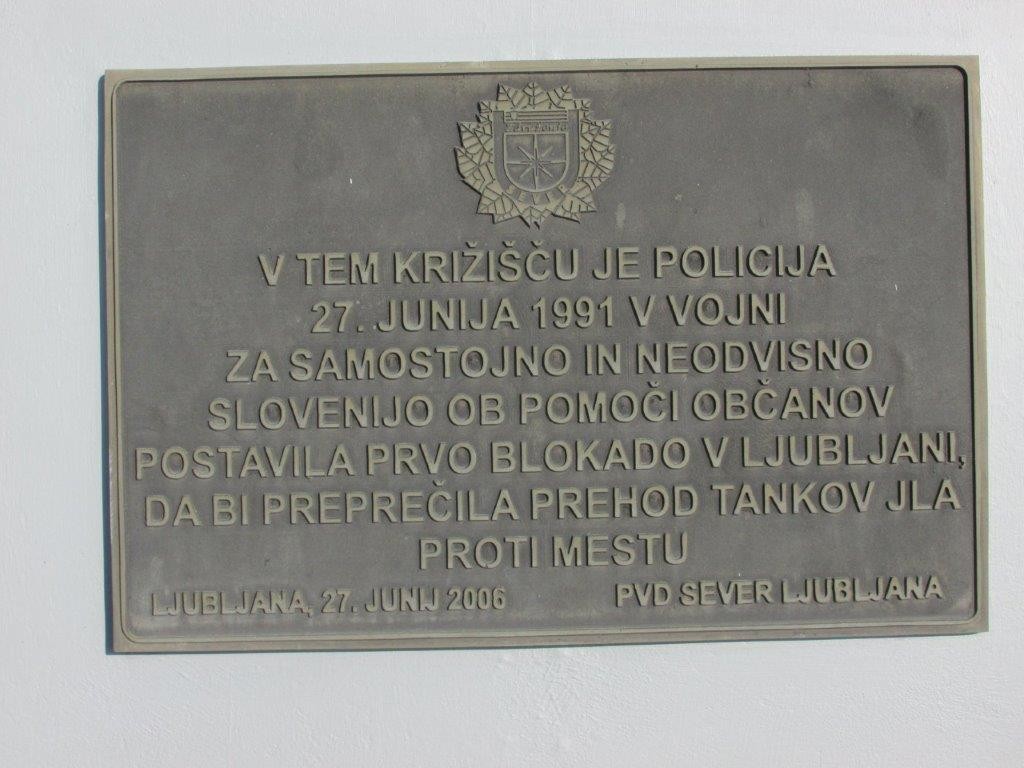 SEVER
V TEM KRIŽIŠČU JE POLICIJA
27. JUNIJA 1991 V VOJNI
ZA SAMOSTOJNO IN NEODVISNO
SLOVENIJO OB POMOČI OBČANOV
POSTAVILA PRVO BLOKADO V LJUBLJANI,
DA BI PREPREČILA PREHOD TANKOV JLA
PROTI MESTU
LJUBLJANA, 27. JUNIJ 2006 PVD SEVER LJUBLJANA